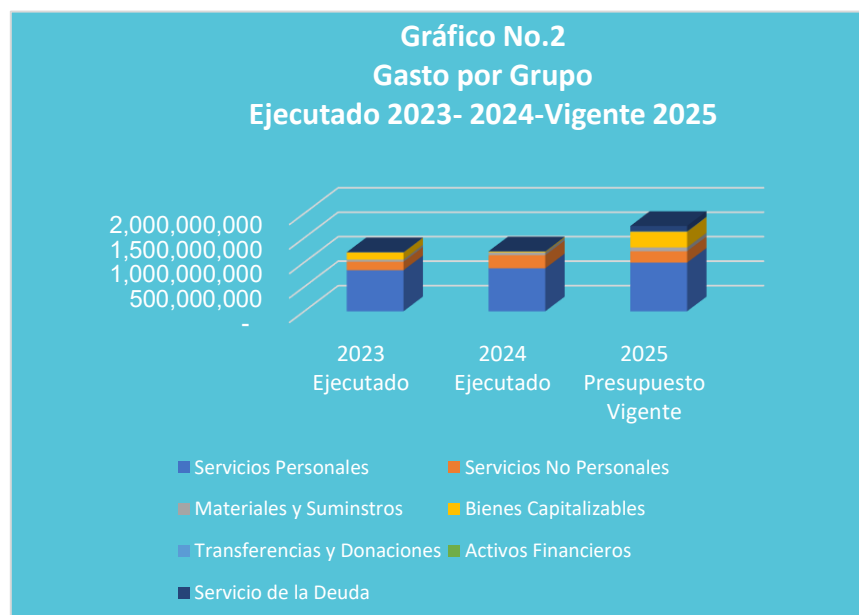 Gráfico No.2
Gasto por Grupo
Ejecutado 2023- 2024-Vigente 2025
2,000,000,000
1,500,000,000
1,000,000,000
500,000,000
-
2023
Ejecutado
2024
Ejecutado
2025
Presupuesto
Vigente
Servicios Personales
Servicios No Personales
Materiales y Suminstros
Bienes Capitalizables
Transferencias y Donaciones
Activos Financieros
Servicio de la Deuda